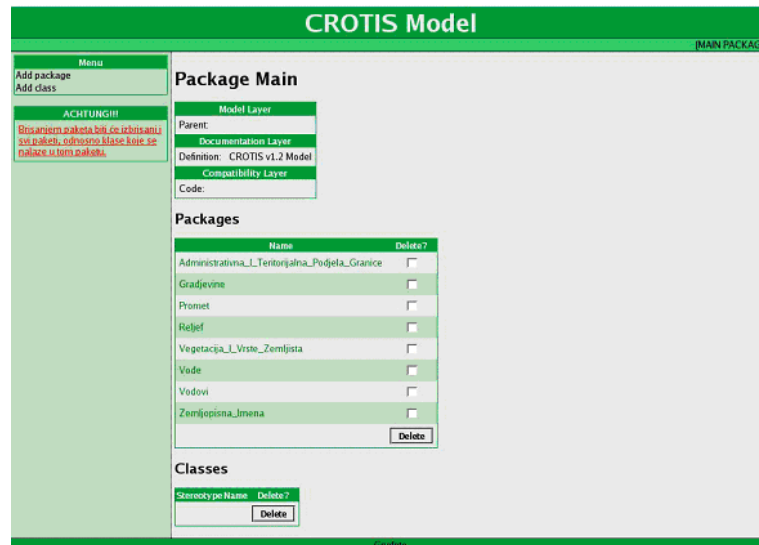 CROTIS Model
[MAIN PACKAG
Menu
Add package
Add class
ACHTUNG!!!
Brisanjem paketa biti će izbrisani i
svi paketi, odnosno klase koje se
nalaze u tom paketu.
Package Main
Model Layer
Parent:
Documentation Layer
Definition: CROTIS v1.2 Model
Compatibility Layer
Code:
Packages
Name Delete?
Administrativna_I_Teritorijalna_Podjela_Granice
Gradjevine
Promet
Reljef
Vegetacija_I_Vrste_Zemljista
Vode
Vodovi
Zemljopisna_Imena
Delete
Classes
Stereotype Name Delete?
Delete